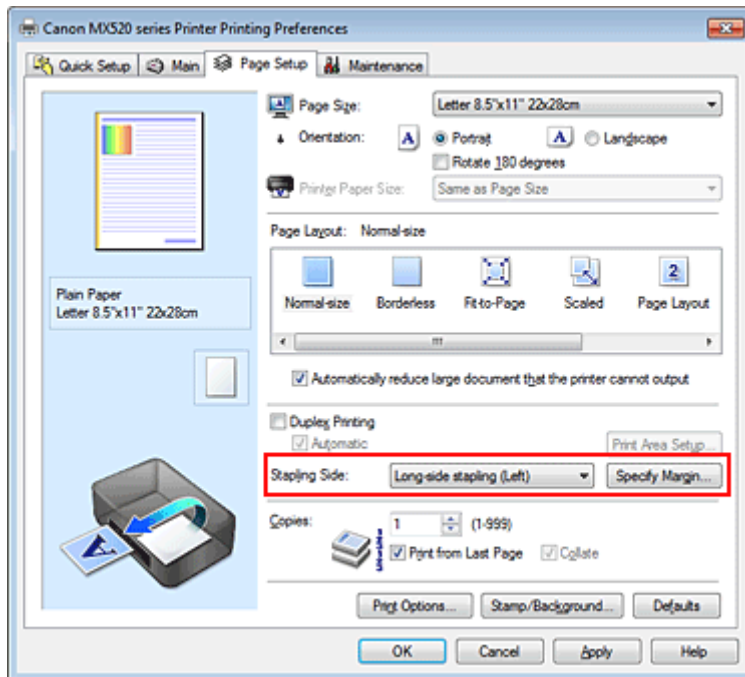 Canon MX520 series Printer Printing Preferences
Quick Setup Main Page Setup Maintenance
Page Size: Letter 8.5"x11" 22x28cm
Orientation: A Portrait A Landscape
Rotate 180 degrees
Printer Paper Size: Same as Page Size
Page Layout: Normal-size
2
Normal-size Borderless Fit-to-Page Scaled Page Layout
Plain Paper
Letter 8.5"x11" 22x28cm
Automatically reduce large document that the printer cannot output
Duplex Printing
Automatic Print Area Setup...
Stapling Side: Long-side stapling (Left) Specify Margin...
Copies: 1 (1-999)
Print from Last Page Collate
A
Print Options... Stamp/Background... Defaults
OK Cancel Apply Help